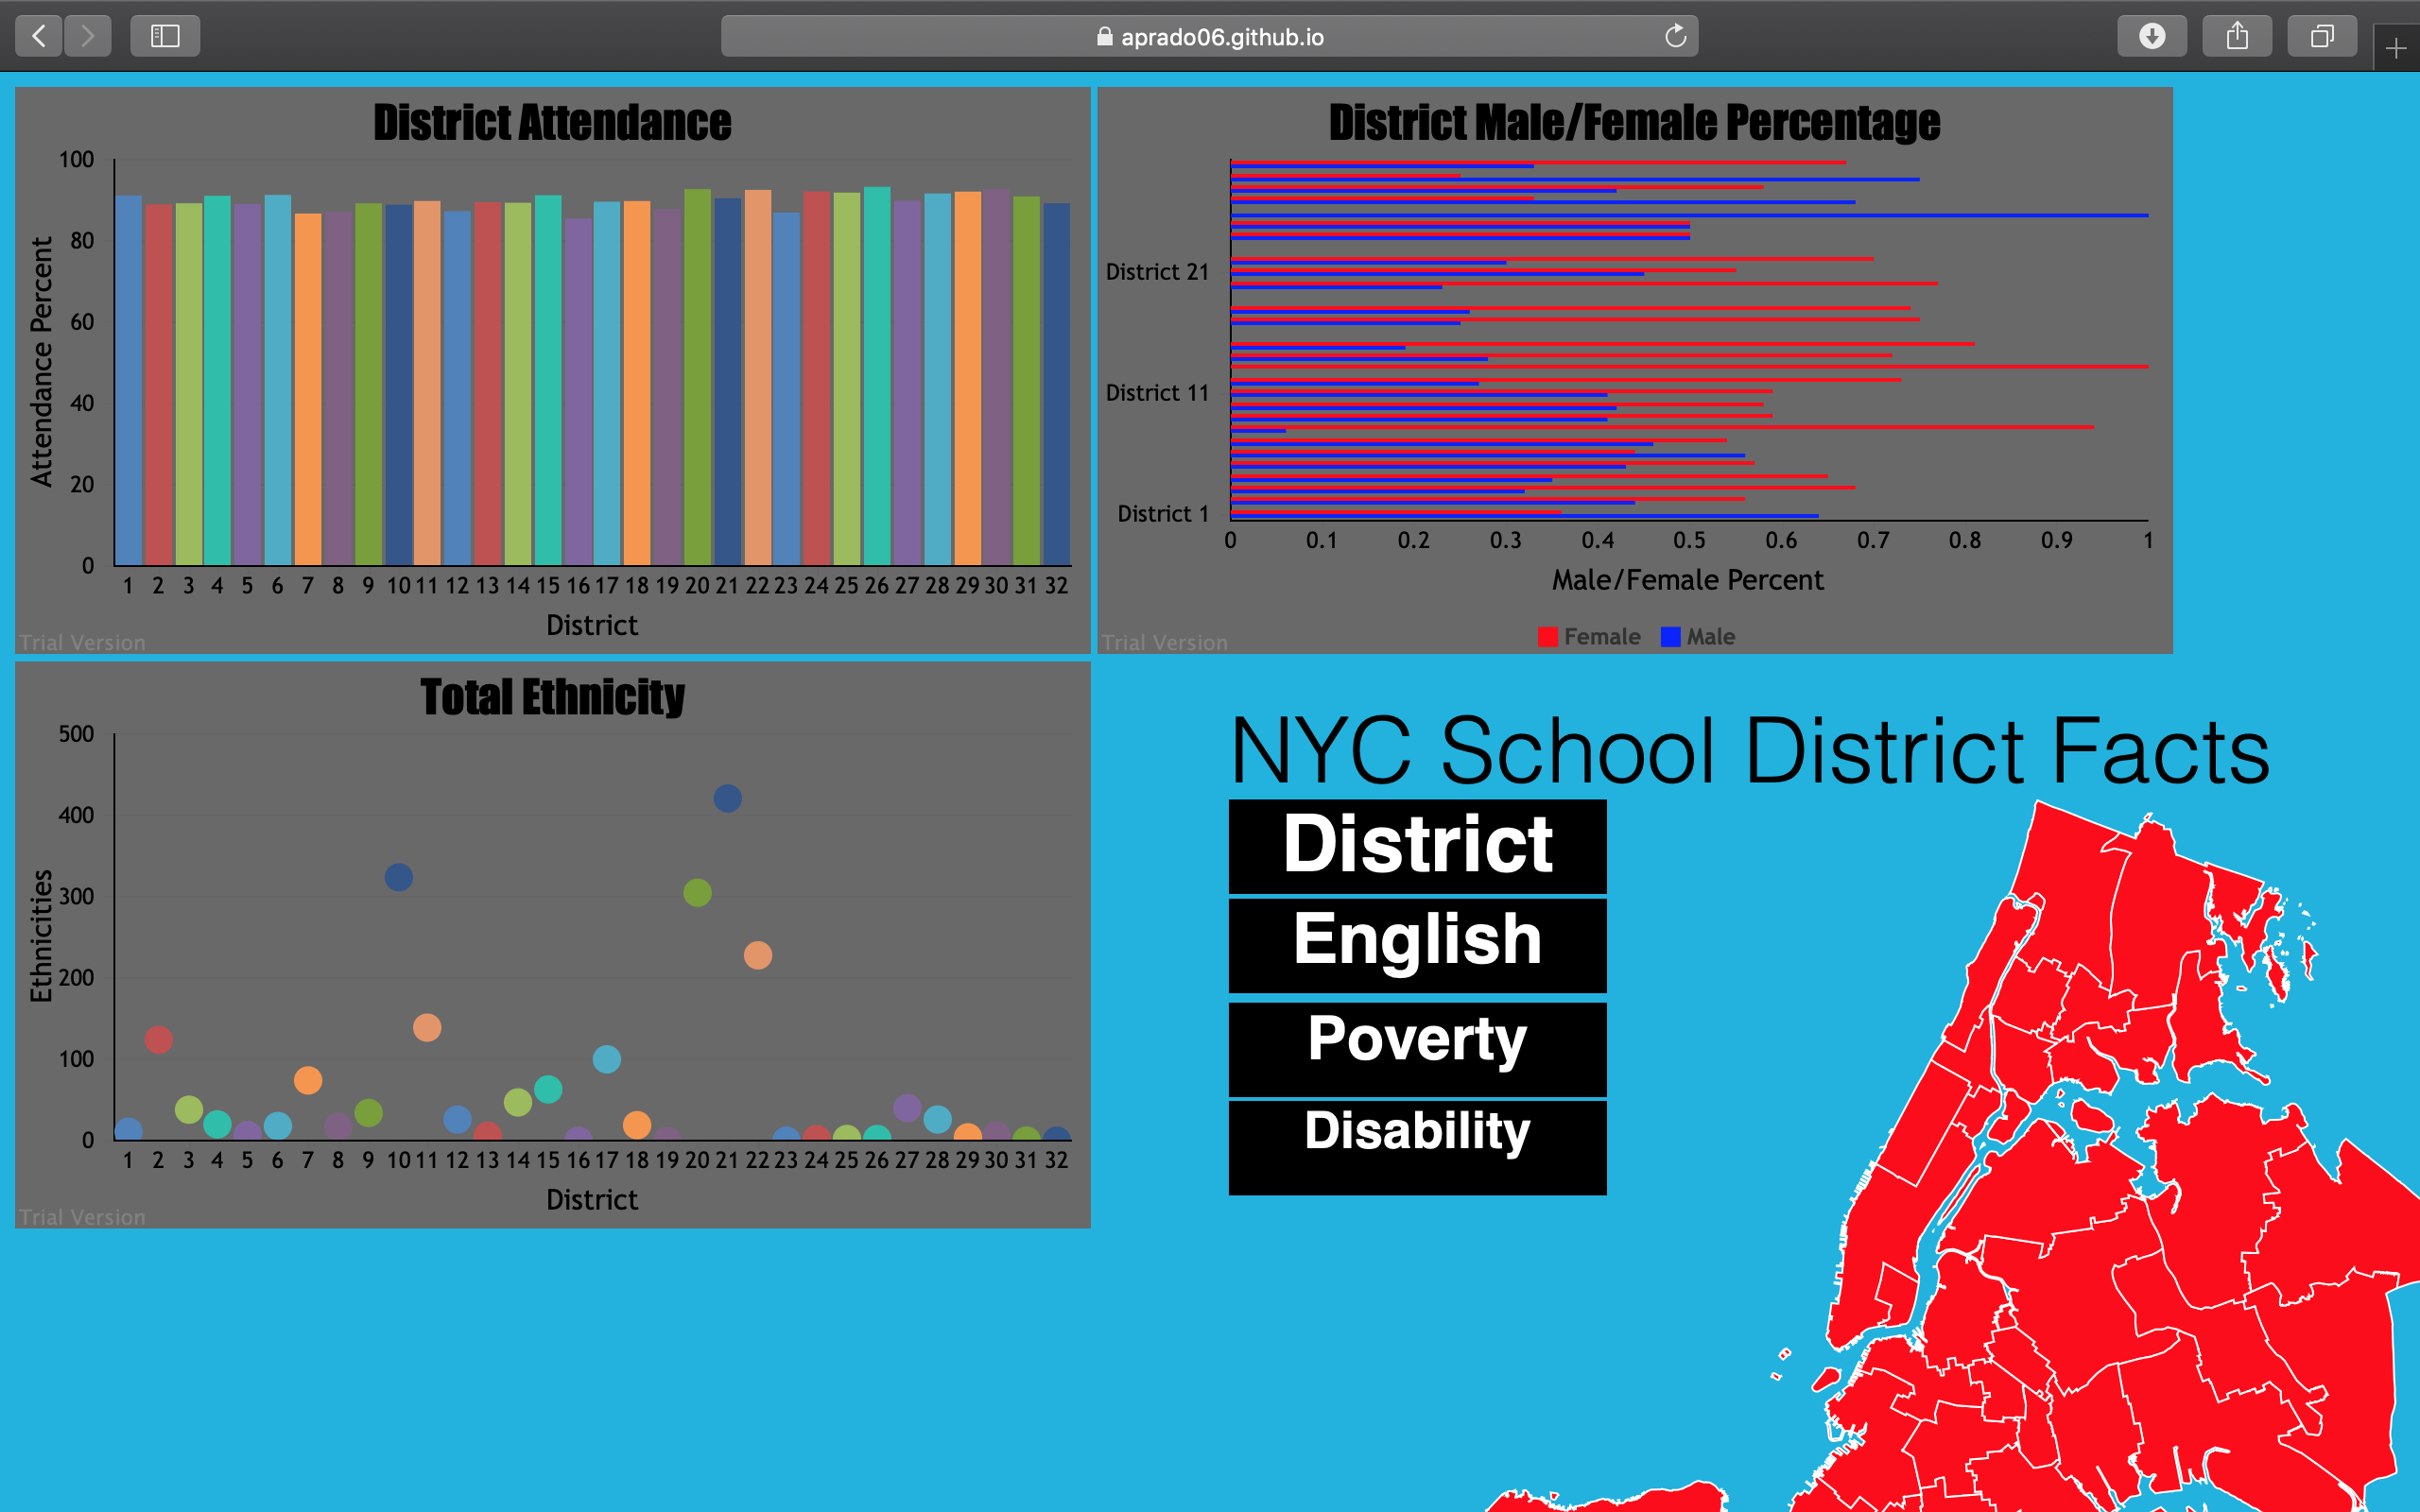 aprado06.github.io
District Attendance
100
80
60
40
20
0
Attendance Percent
1 2 3 4 5 6 7 8 9 10 11 12 13 14 15 16 17 18 19 20 21 22 23 24 25 26 27 28 29 30 31 32
District
Trial Version
District Male/Female Percentage
District 21
District 11
District 1
0 0.1 0.2 0.3 0.4 0.5 0.6 0.7 0.8 0.9 1
Male/Female Percent
Female Male
Trial Version
Total Ethnicity
500
400
300
200
100
0
Ethnicities
1 2 3 4 5 6 7 8 9 10 11 12 13 14 15 16 17 18 19 20 21 22 23 24 25 26 27 28 29 30 31 32
District
Trial Version
NYC School District Facts
District
English
Poverty
Disability